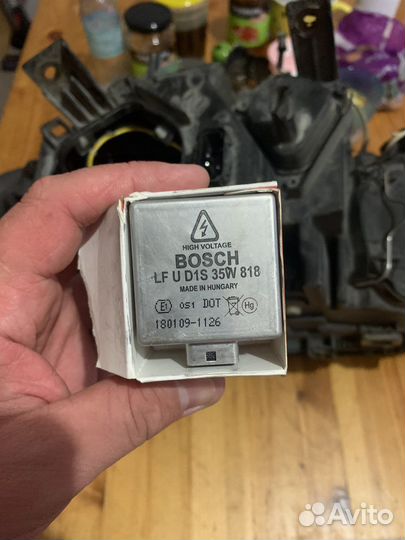 HIGH VOLTAGE
BOSCH
LF U D1S 35W 818
MADE IN HUNGARY
E1 051 DOT Hg
180109-1126
Avito